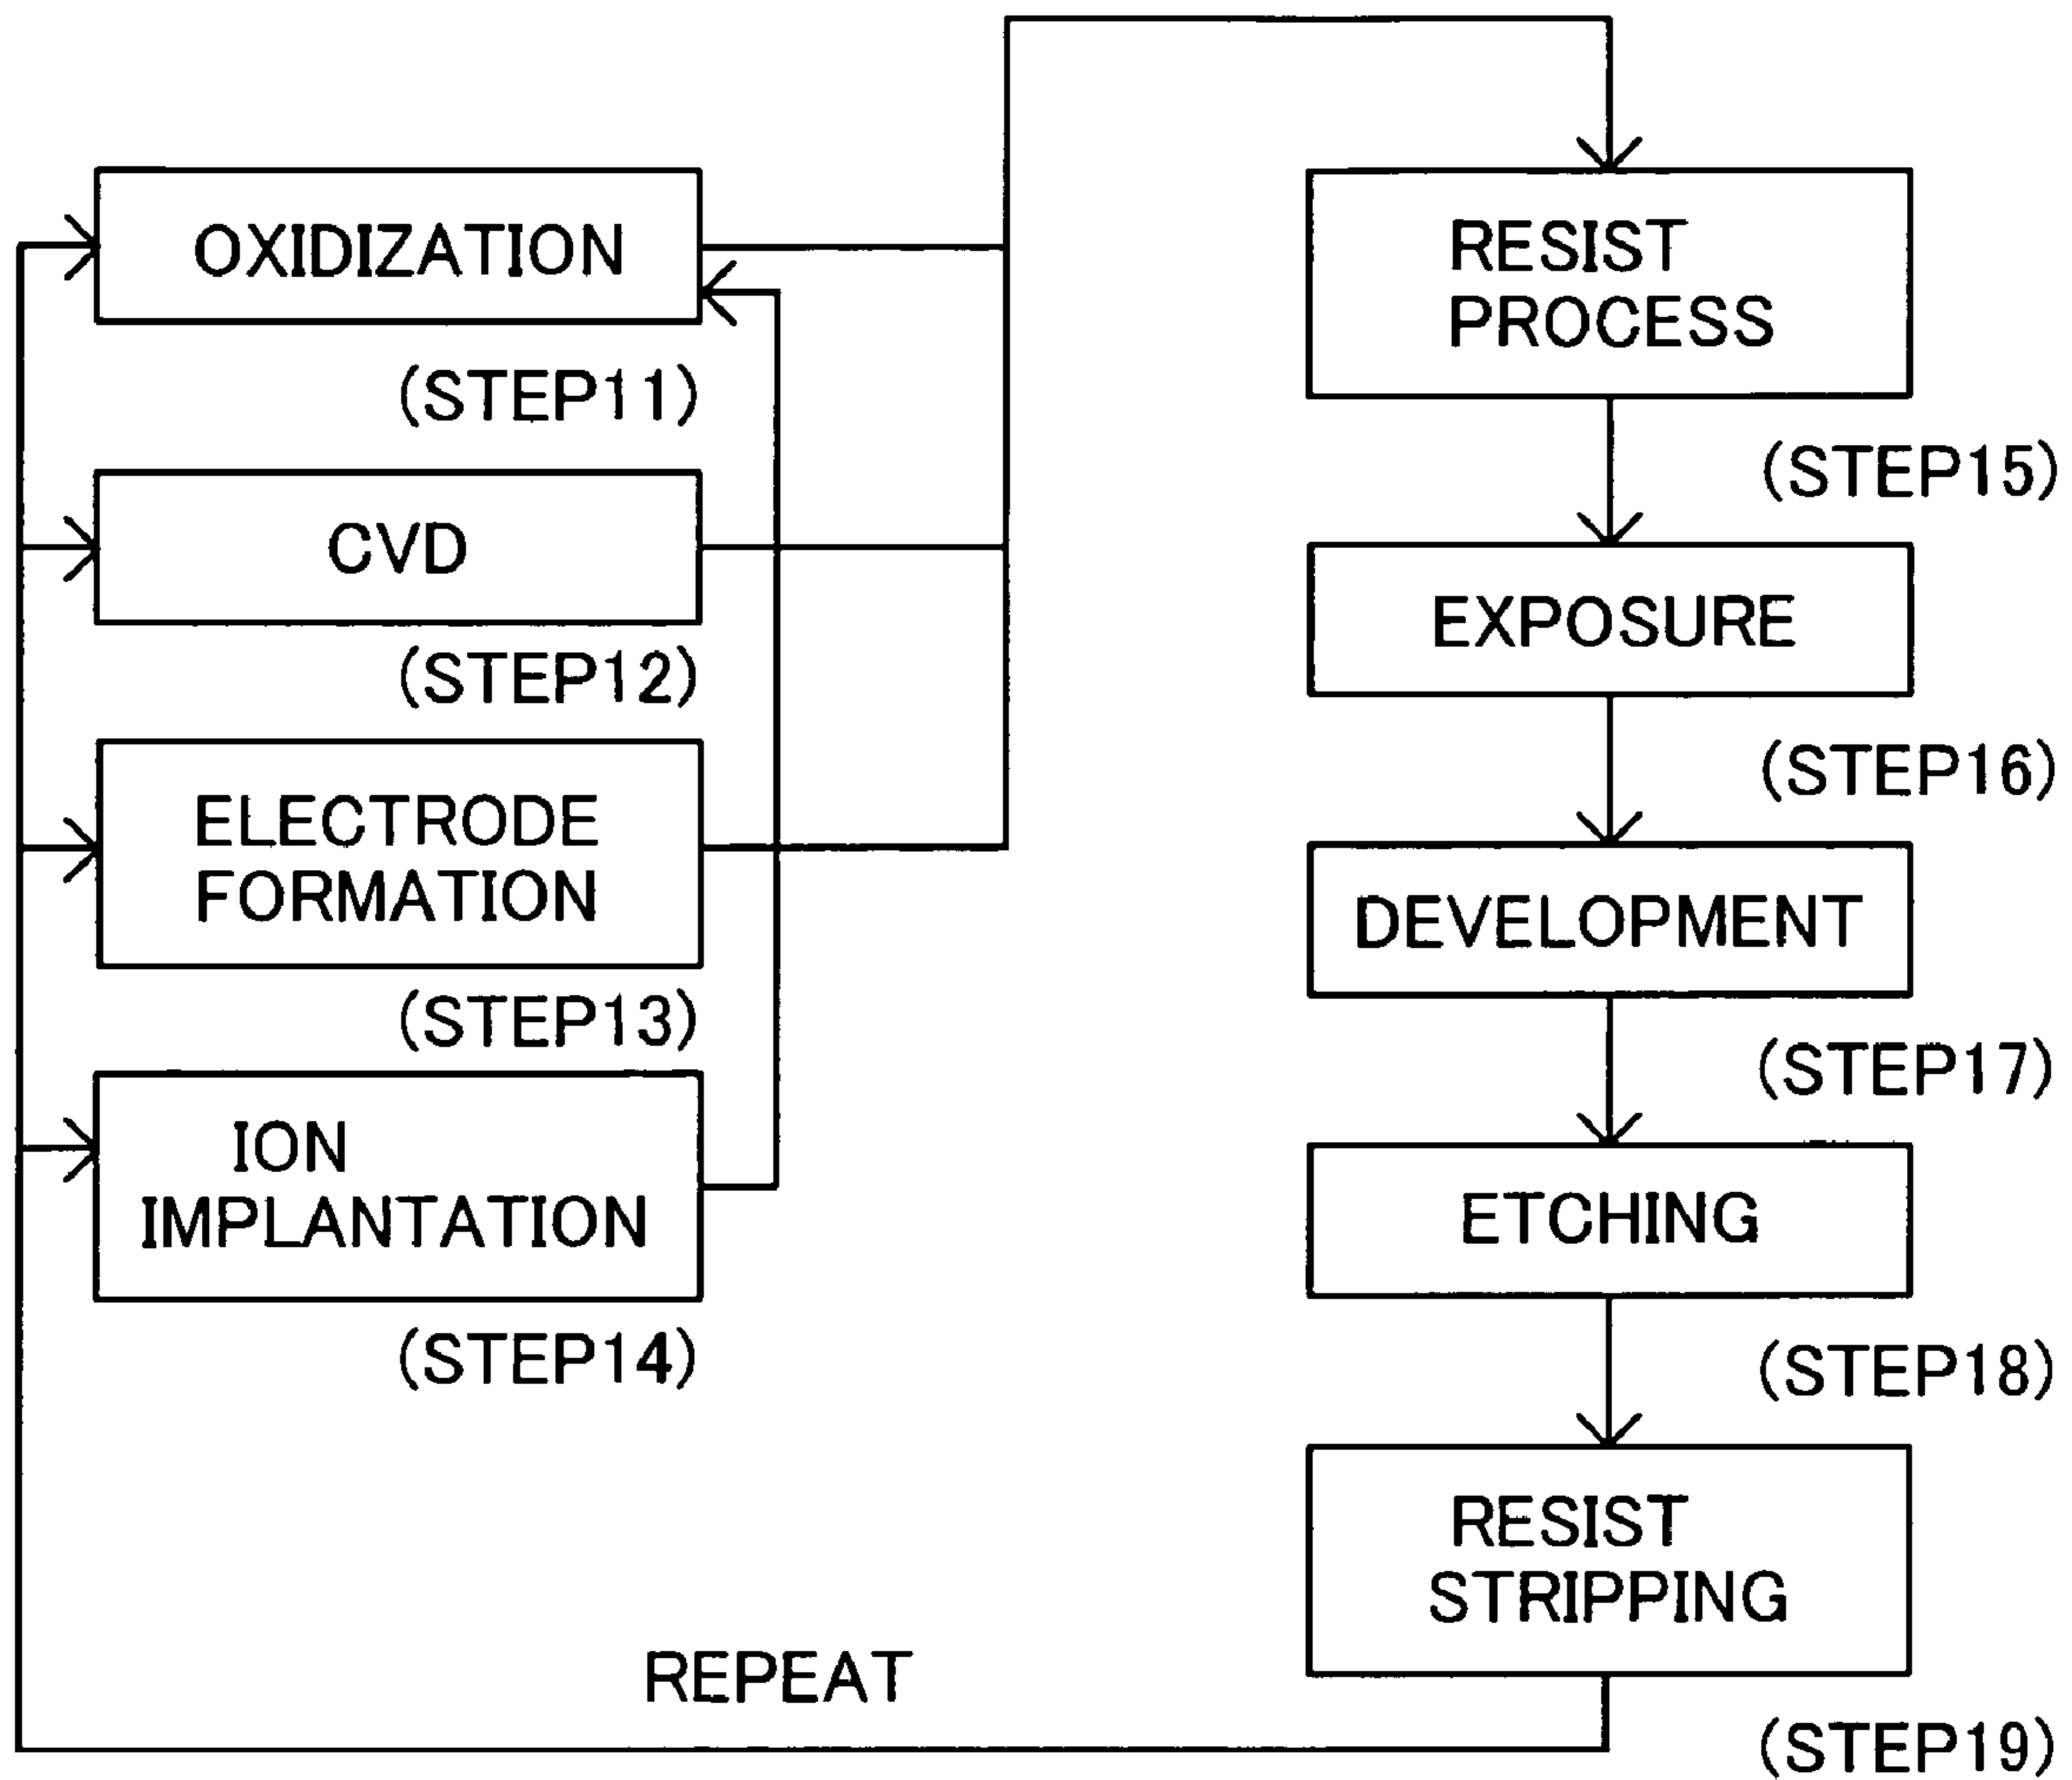 OXIDIZATION
(STEP11)
CVD
(STEP12)
ELECTRODE
FORMATION
(STEP13)
ION
IMPLANTATION
(STEP14)
RESIST
PROCESS
(STEP15)
EXPOSURE
(STEP16)
DEVELOPMENT
(STEP17)
ETCHING
(STEP18)
RESIST
STRIPPING
(STEP19)
REPEAT